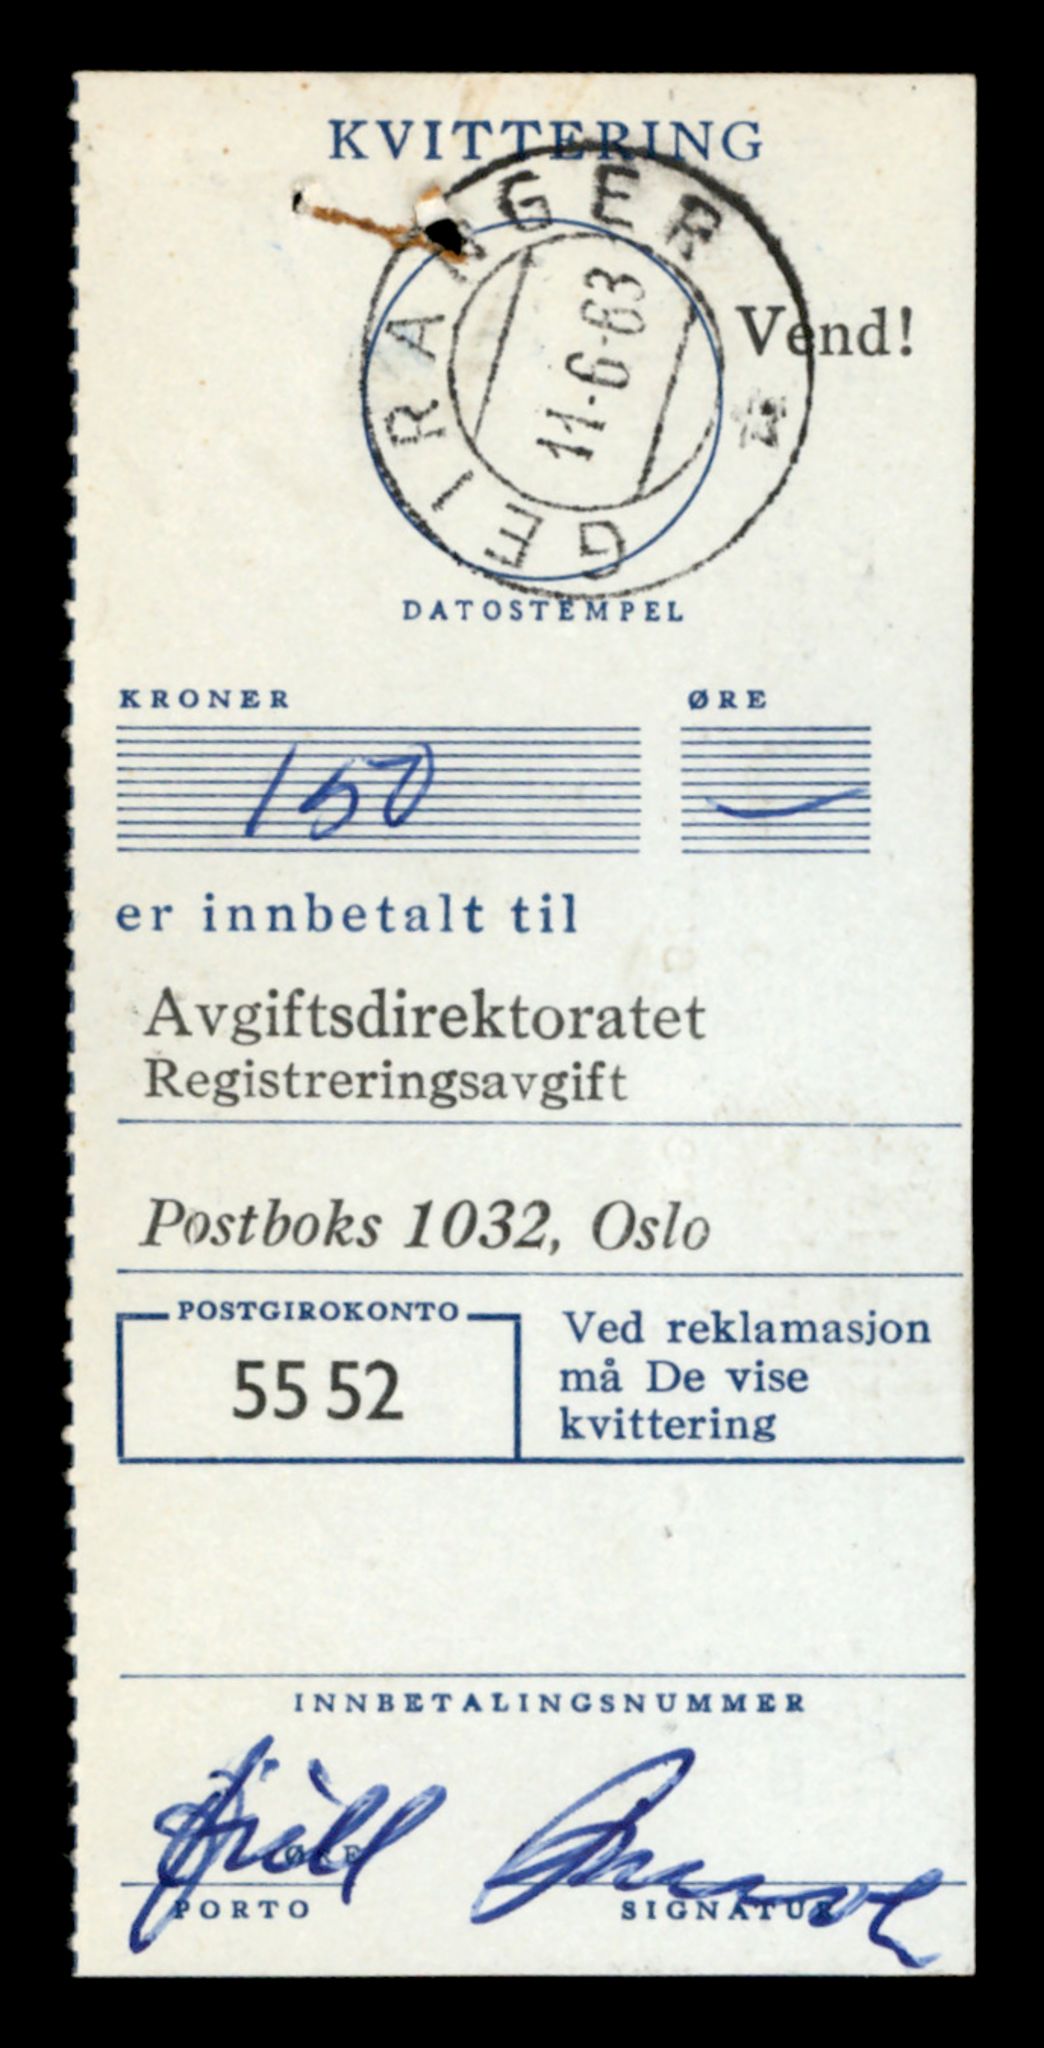 KVITTERING
GEIRANGER
11-6-63
Vend!
DATOSTEMPEL
KRONER ØRE
150 —
er innbetalt til
Avgiftsdirektoratet
Registreringsavgift
Postboks 1032, Oslo
POSTGIROKONTO
55 52
Ved reklamasjon
må De vise
kvittering
INNBETALINGSNUMMER
ØRE
PORTO SIGNATUR